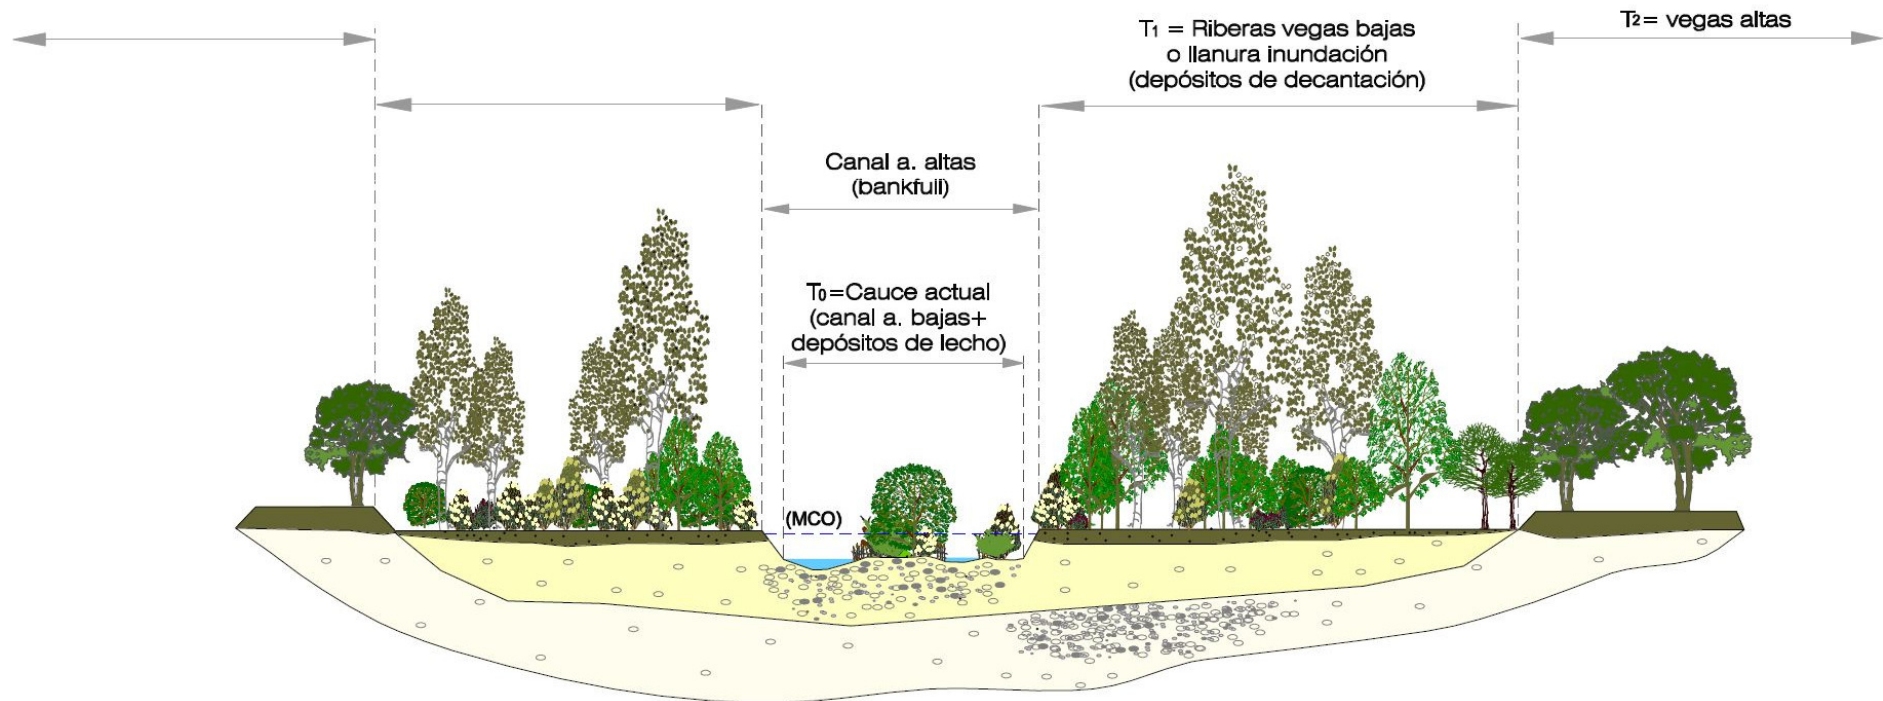 T1 = Riberas vegas bajas
o llanura inundación
(depósitos de decantación)
T2= vegas altas
Canal a. altas
(bankfull)
T0=Cauce actual
(canal a. bajas+
depósitos de lecho)
(MCO)